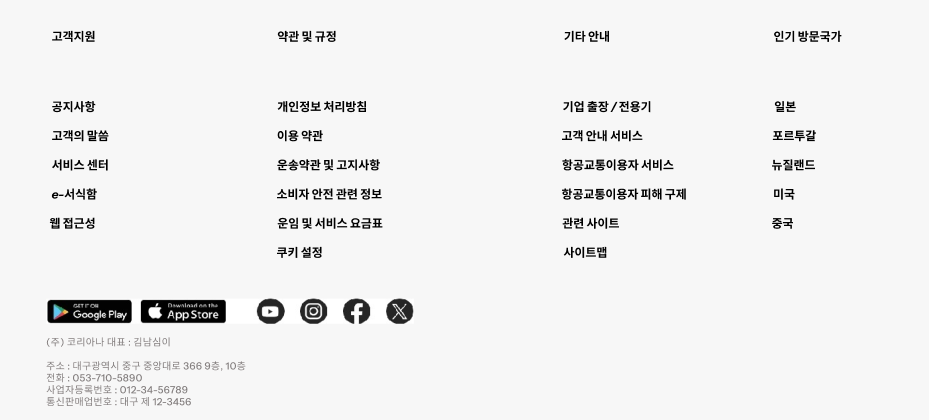 고객지원
약관 및 규정
기타 안내
인기 방문국가
공지사항
고객의 말씀
서비스 센터
e-서식함
웹 접근성
개인정보 처리방침
이용 약관
운송약관 및 고지사항
소비자 안전 관련 정보
운임 및 서비스 요금표
쿠키 설정
기업 출장 / 전용기
고객 안내 서비스
항공교통이용자 서비스
항공교통이용자 피해 구제
관련 사이트
사이트맵
일본
포르투갈
뉴질랜드
미국
중국
GET IT ON
Google Play
Download on the
App Store
(주) 코리아나 대표 : 김남심이
주소 : 대구광역시 중구 중앙대로 366 9층, 10층
전화 : 053-710-5890
사업자등록번호 : 012-34-56789
통신판매업번호 : 대구 제 12-3456